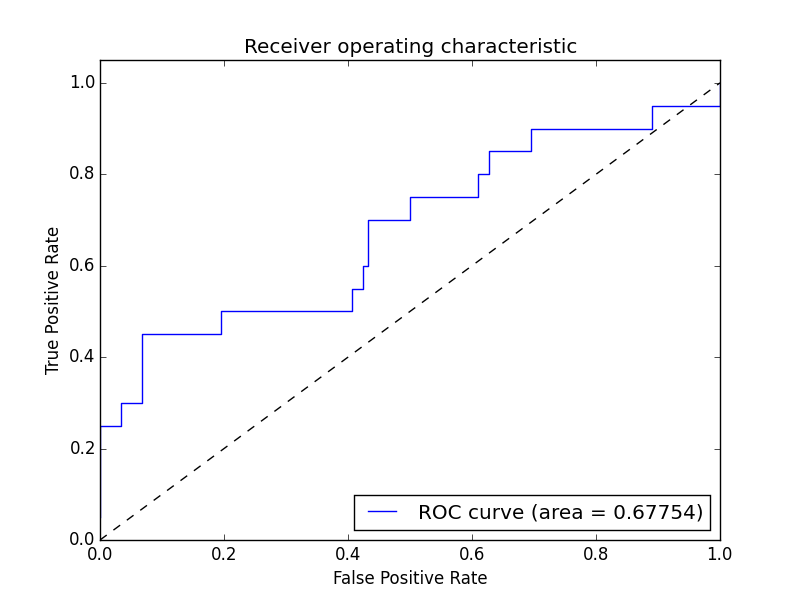 Receiver operating characteristic
1.0
0.8
0.6
0.4
0.2
0.0
True Positive Rate
ROC curve (area = 0.67754)
0.0 0.2 0.4 0.6 0.8 1.0
False Positive Rate